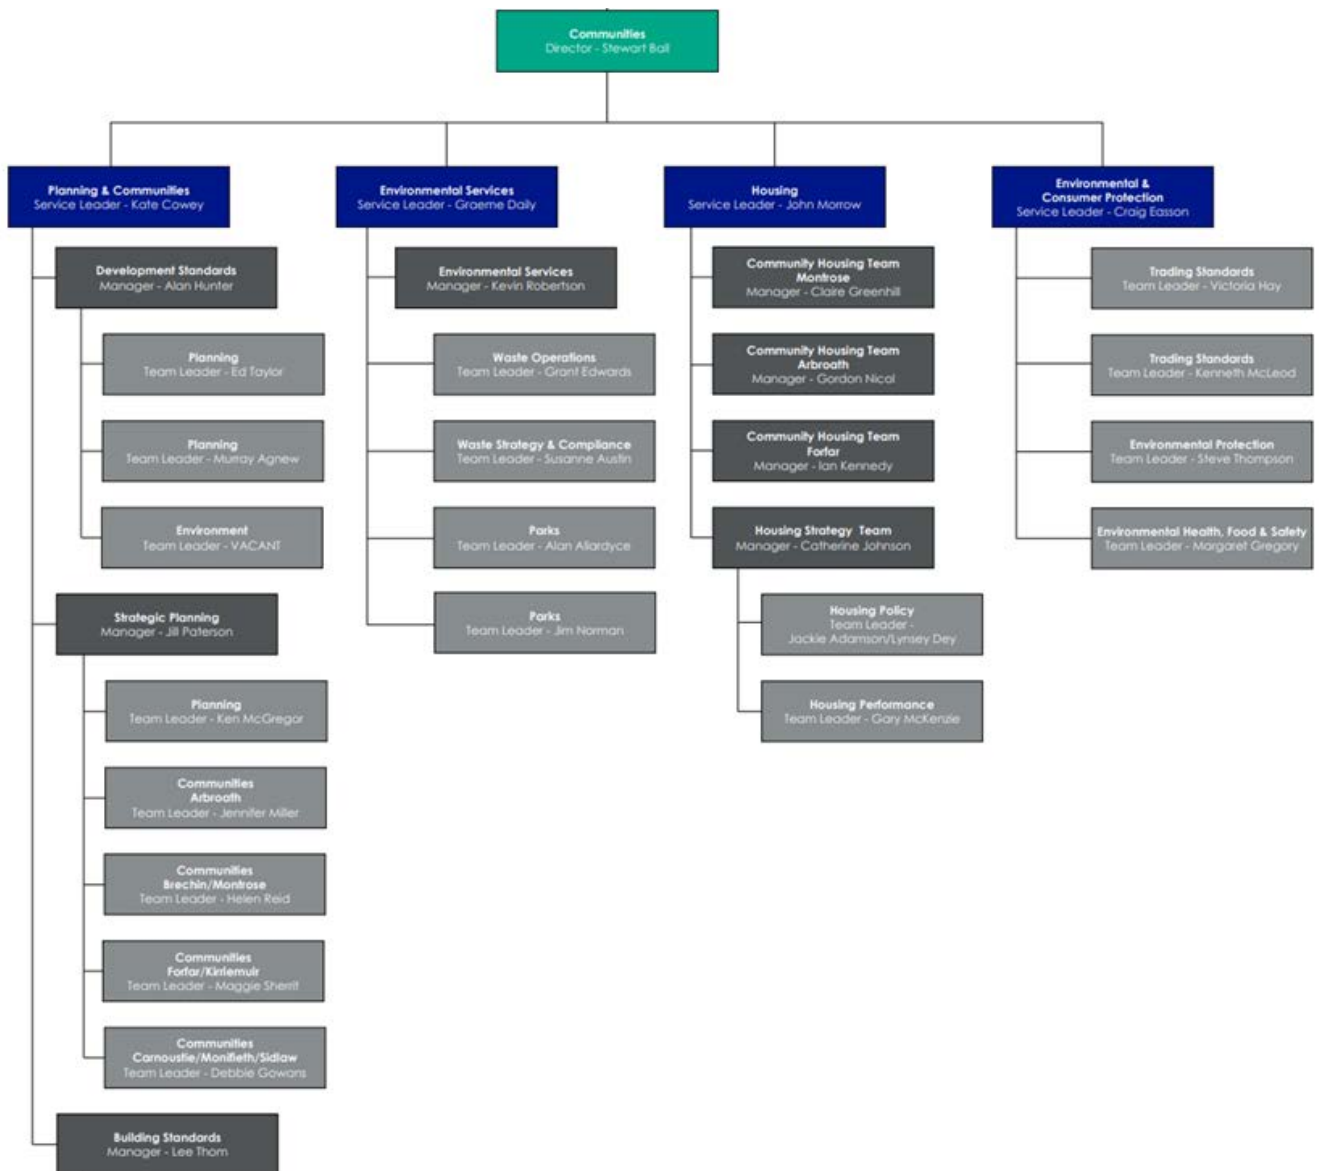 Communities
Director - Stewart Ball
Planning & Communities
Service Leader - Kate Cowey
Development Standards
Manager - Alan Hunter
Planning
Team Leader - Ed Taylor
Planning
Team Leader - Murray Agnew
Environment
Team Leader - VACANT
Strategic Planning
Manager - Jill Paterson
Planning
Team Leader - Ken McGregor
Communities
Arbroath
Team Leader - Jennifer Miller
Communities
Brechin/Montrose
Team Leader - Helen Reid
Communities
Forfar/Kirriemuir
Team Leader - Maggie Sherrit
Communities
Carnoustie/Monifieth/Sidlaw
Team Leader - Debbie Gowans
Building Standards
Manager - Lee Thom
Environmental Services
Service Leader - Graeme Daily
Environmental Services
Manager - Kevin Robertson
Waste Operations
Team Leader - Grant Edwards
Waste Strategy & Compliance
Team Leader - Susanne Austin
Parks
Team Leader - Alan Allardyce
Parks
Team Leader - Jim Norman
Housing
Service Leader - John Morrow
Community Housing Team
Montrose
Manager - Claire Greenhill
Community Housing Team
Arbroath
Manager - Gordon Nicol
Community Housing Team
Forfar
Manager - Ian Kennedy
Housing Strategy Team
Manager - Catherine Johnson
Housing Policy
Team Leader -
Jackie Adamson/Lynsey Dey
Housing Performance
Team Leader - Gary McKenzie
Environmental &
Consumer Protection
Service Leader - Craig Easson
Trading Standards
Team Leader - Victoria Hay
Trading Standards
Team Leader - Kenneth McLeod
Environmental Protection
Team Leader - Steve Thompson
Environmental Health, Food & Safety
Team Leader - Margaret Gregory